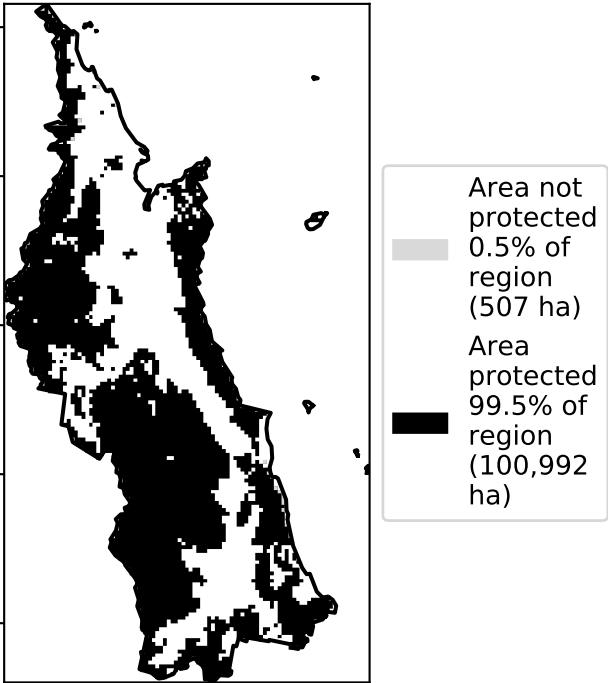 Area not
protected
0.5% of
region
(507 ha)
Area
protected
99.5% of
region
(100,992
ha)